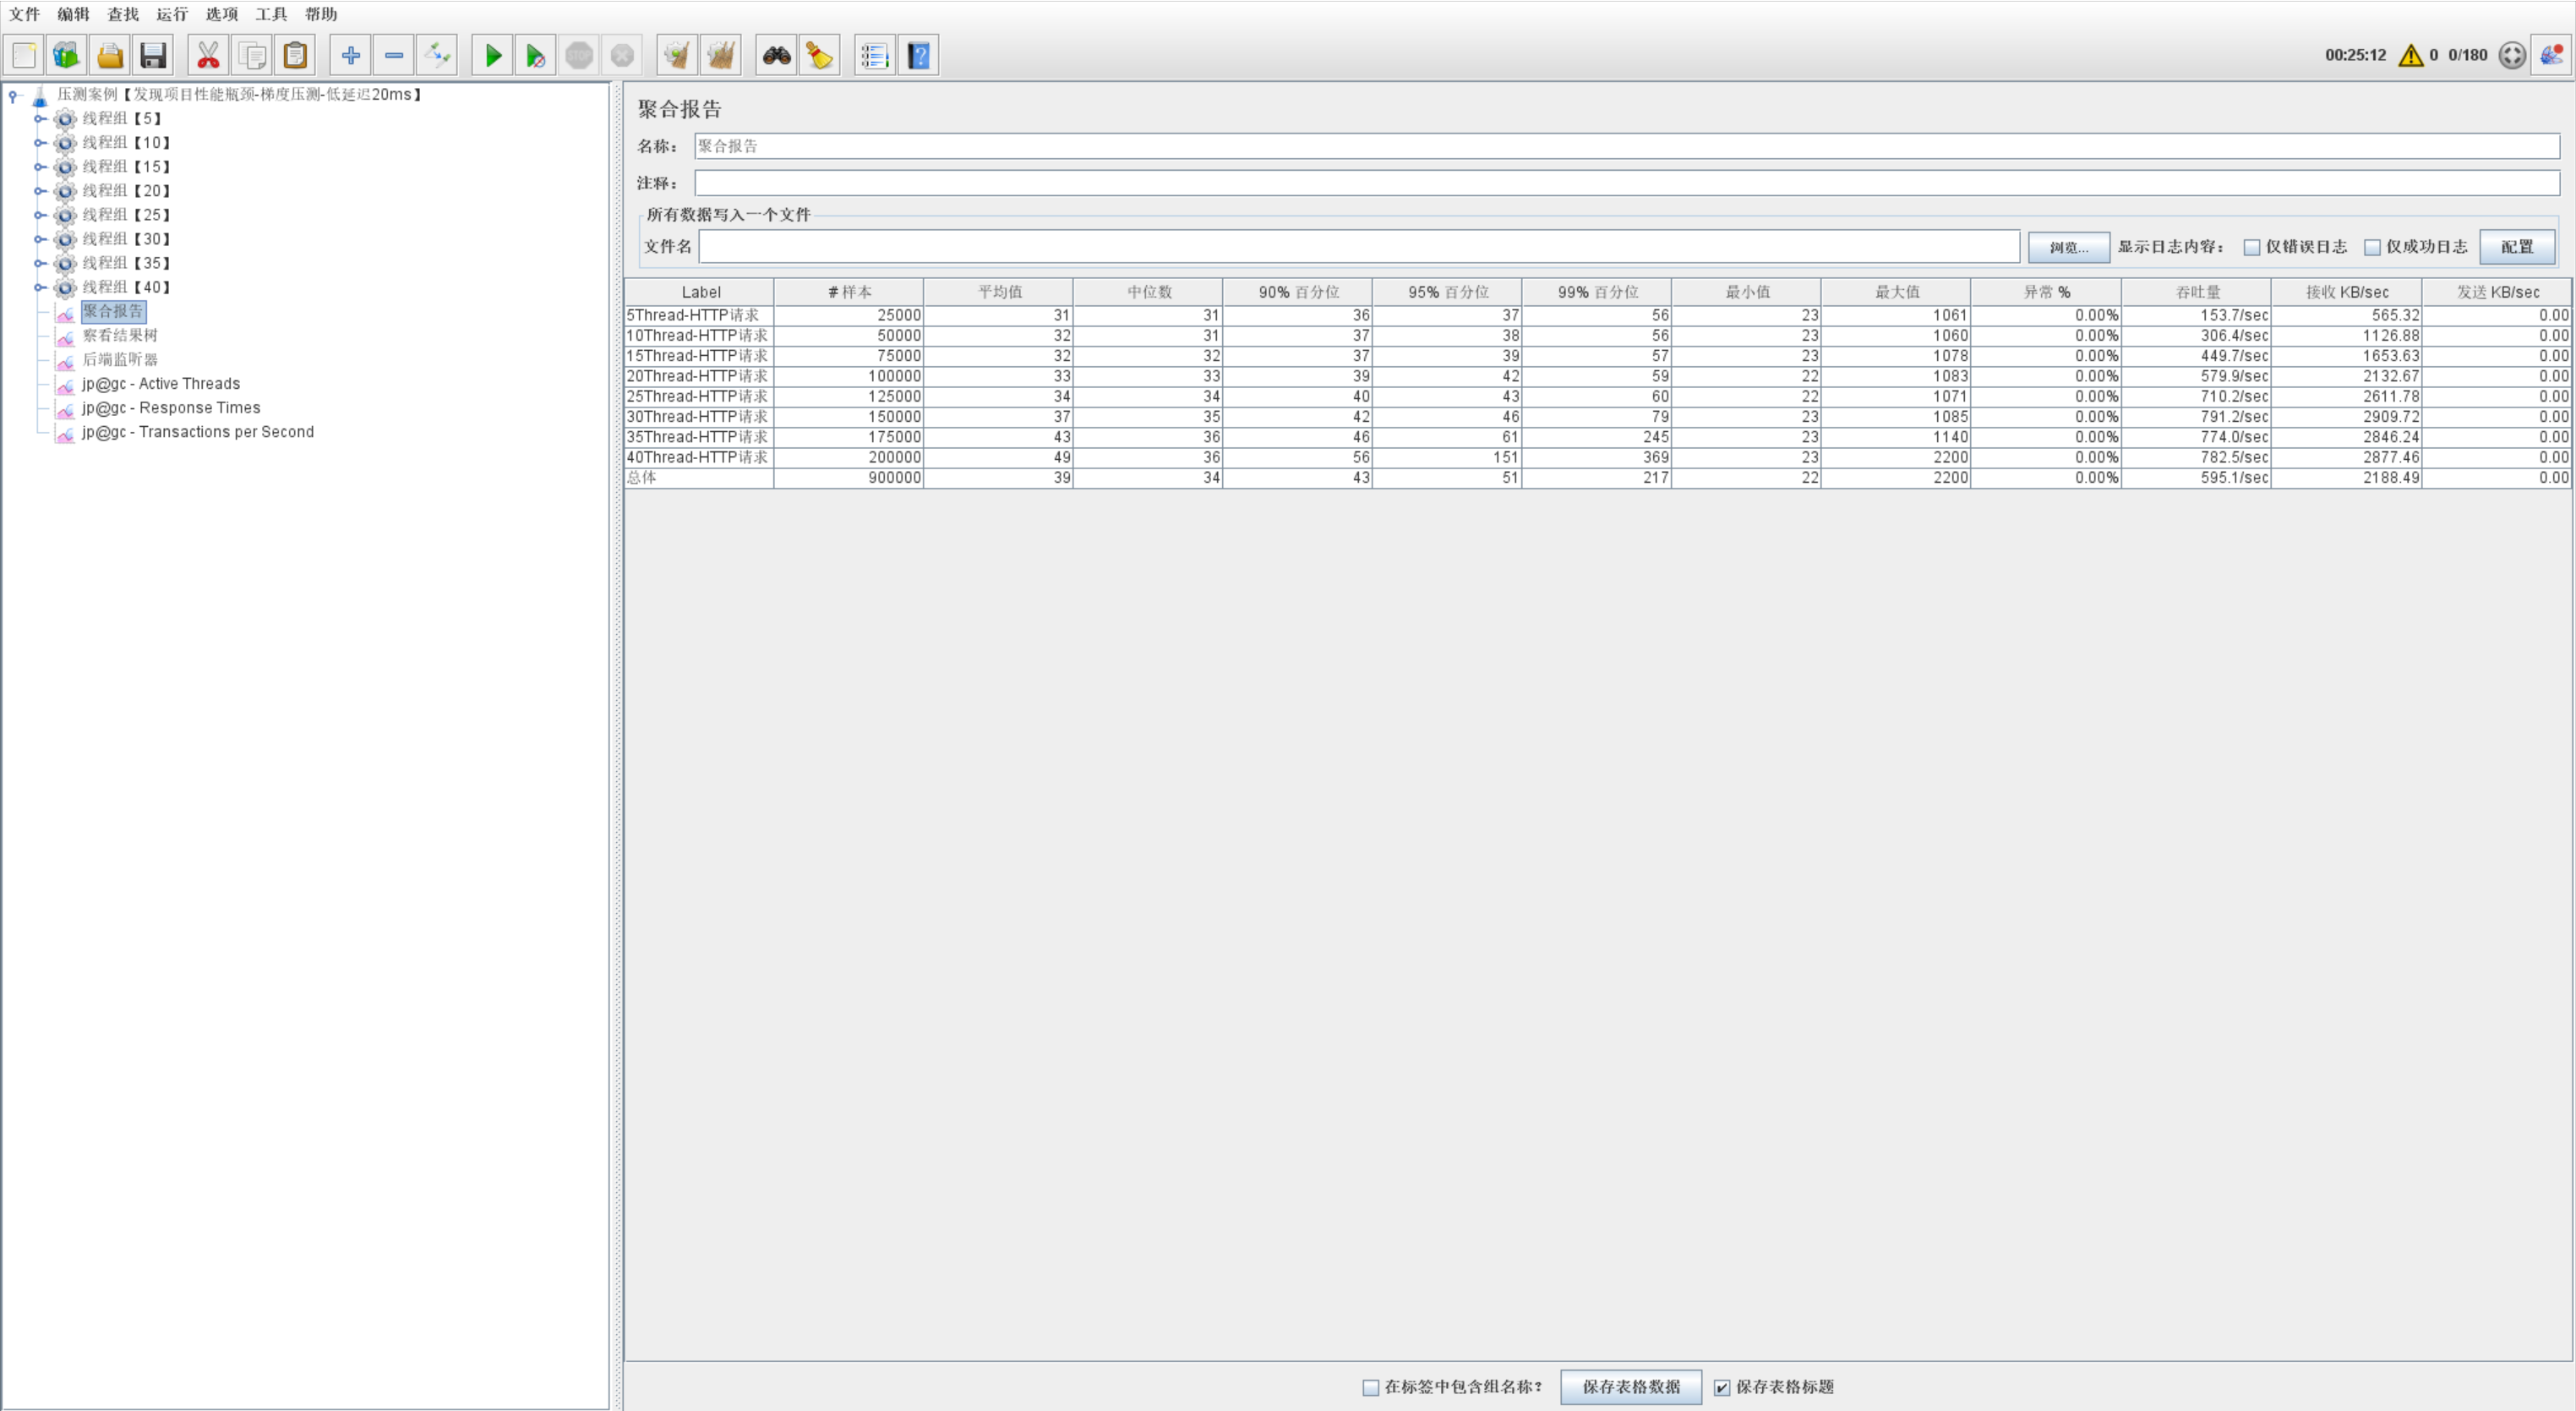 文件 编辑 查找 运行 选项 工具 帮助
00:25:12 0 0/180
压测案例【发现项目性能瓶颈-梯度压测-低延迟20ms】
线程组【5】
线程组【10】
线程组【15】
线程组【20】
线程组【25】
线程组【30】
线程组【35】
线程组【40】
聚合报告
察看结果树
后端监听器
jp@gc - Active Threads
jp@gc - Response Times
jp@gc - Transactions per Second
聚合报告
名称： 聚合报告
注释：
所有数据写入一个文件
文件名 浏览... 显示日志内容： 仅错误日志 仅成功日志 配置
Label # 样本 平均值 中位数 90% 百分位 95% 百分位 99% 百分位 最小值 最大值 异常 % 吞吐量 接收 KB/sec 发送 KB/sec
5Thread-HTTP请求 25000 31 31 36 37 56 23 1061 0.00% 153.7/sec 565.32 0.00
10Thread-HTTP请求 50000 32 31 37 38 56 23 1060 0.00% 306.4/sec 1126.88 0.00
15Thread-HTTP请求 75000 32 32 37 39 57 23 1078 0.00% 449.7/sec 1653.63 0.00
20Thread-HTTP请求 100000 33 33 39 42 59 22 1083 0.00% 579.9/sec 2132.67 0.00
25Thread-HTTP请求 125000 34 34 40 43 60 22 1071 0.00% 710.2/sec 2611.78 0.00
30Thread-HTTP请求 150000 37 35 42 46 79 23 1085 0.00% 791.2/sec 2909.72 0.00
35Thread-HTTP请求 175000 43 36 46 61 245 23 1140 0.00% 774.0/sec 2846.24 0.00
40Thread-HTTP请求 200000 49 36 56 151 369 23 2200 0.00% 782.5/sec 2877.46 0.00
总体 900000 39 34 43 51 217 22 2200 0.00% 595.1/sec 2188.49 0.00
在标签中包含组名称？ 保存表格数据 保存表格标题